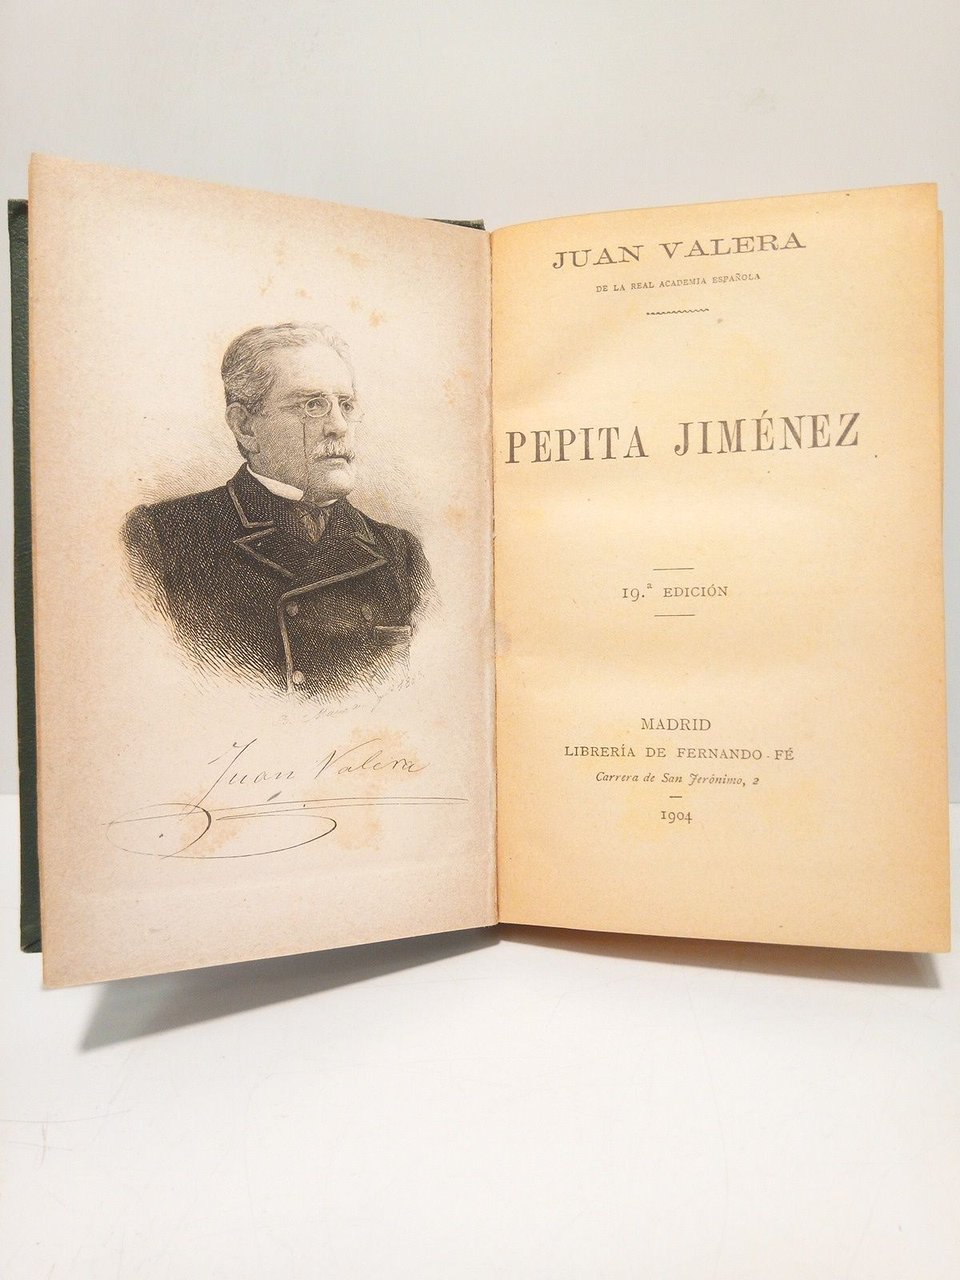 Juan Valera
JUAN VALERA
DE LA REAL ACADEMIA ESPAÑOLA
PEPITA JIMÉNEZ
19.ª EDICIÓN
MADRID
LIBRERÍA DE FERNANDO FÉ
Carrera de San Jerónimo, 2
1904